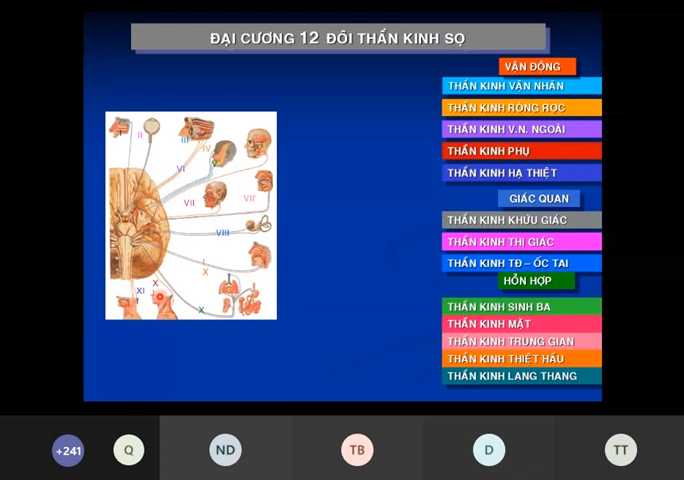 ĐẠI CƯƠNG 12 ĐÔI THẦN KINH SỌ
VẬN ĐỘNG
THẦN KINH VẬN NHÃN
THẦN KINH RÒNG RỌC
THẦN KINH V.N. NGOÀI
THẦN KINH PHỤ
THẦN KINH HẠ THIỆT
GIÁC QUAN
THẦN KINH KHỨU GIÁC
THẦN KINH THỊ GIÁC
THẦN KINH TĐ – ỐC TAI
HỖN HỢP
THẦN KINH SINH BA
THẦN KINH MẶT
THẦN KINH TRUNG GIAN
THẦN KINH THIỆT HẦU
THẦN KINH LANG THANG
I
II
III
IV
VI
VII
VII'
VIII
I
X
X
XI
X
+241
Q
ND
TB
D
TT